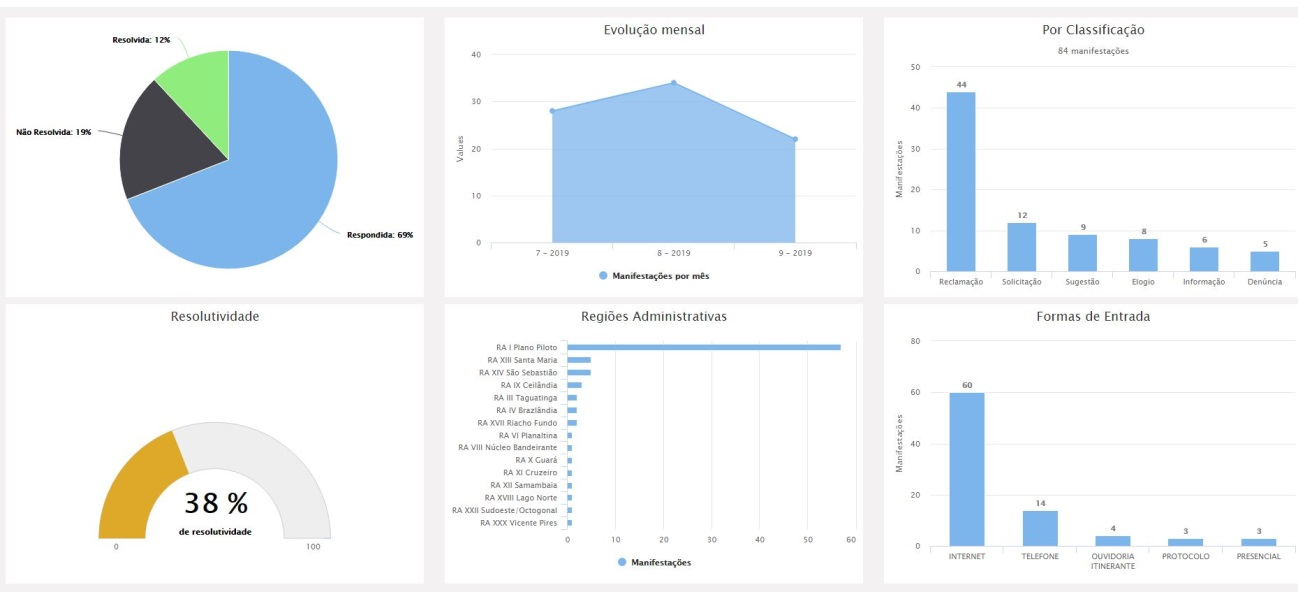 Resolvida: 12%
Não Resolvida: 19%
Respondida: 69%
Evolução mensal
Values
40
30
20
10
0
7 - 2019
8 - 2019
9 - 2019
Manifestações por mês
Por Classificação
84 manifestações
Manifestações
50
40
30
20
10
0
44
12
9
8
6
5
Reclamação
Solicitação
Sugestão
Elogio
Informação
Denúncia
Resolutividade
38 %
de resolutividade
0
100
Regiões Administrativas
RA I Plano Piloto
RA XIII Santa Maria
RA XIV São Sebastião
RA IX Ceilândia
RA III Taguatinga
RA IV Brazlândia
RA XVII Riacho Fundo
RA VI Planaltina
RA VIII Núcleo Bandeirante
RA X Guará
RA XI Cruzeiro
RA XII Samambaia
RA XVIII Lago Norte
RA XXII Sudoeste/Octogonal
RA XXX Vicente Pires
0
10
20
30
40
50
60
Manifestações
Formas de Entrada
Manifestações
80
60
40
20
0
60
14
4
3
3
INTERNET
TELEFONE
OUVIDORIA
ITINERANTE
PROTOCOLO
PRESENCIAL